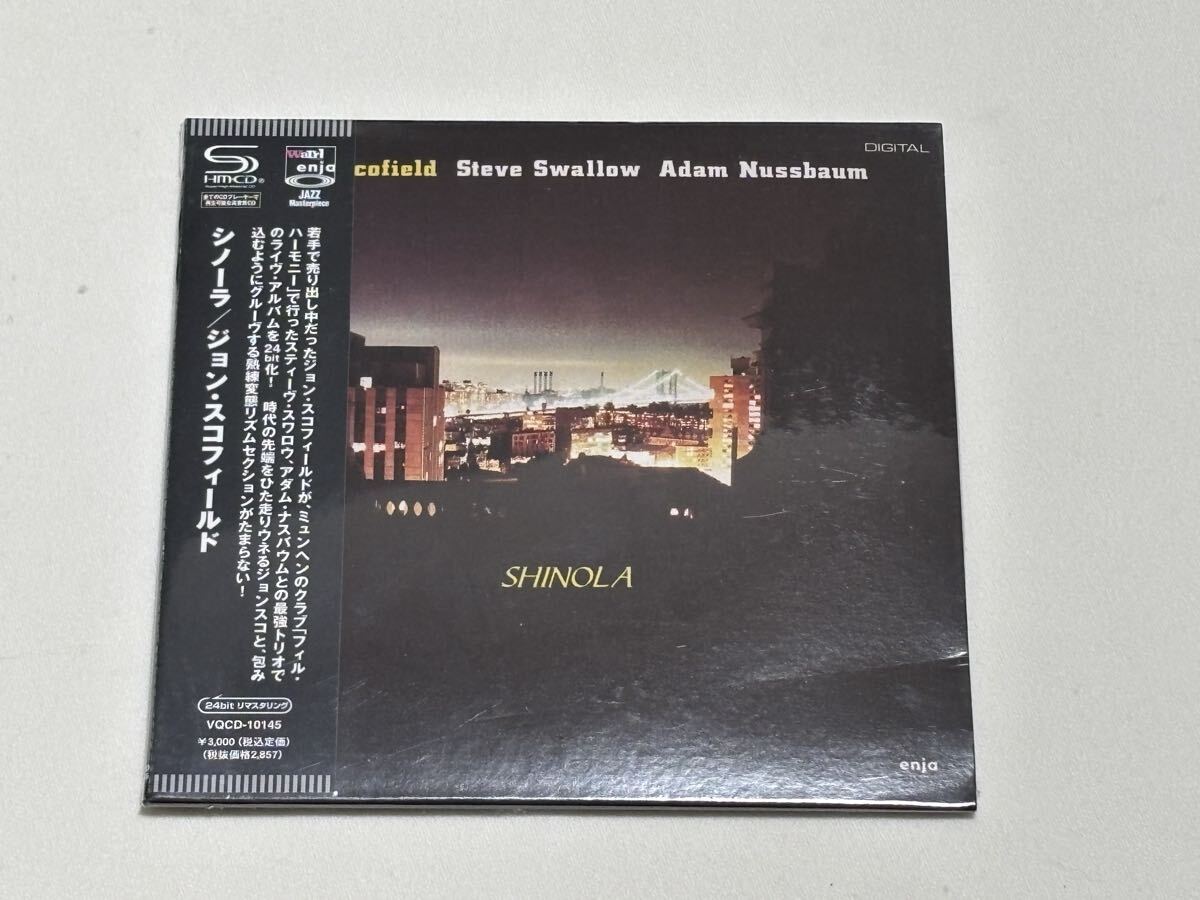 SHM-CD®
Super High Material CD
全てのCDプレーヤーで
再生可能な高音質CD
enja
JAZZ
Masterpiece
若手で売り出し中だったジョン・スコフィールドが、ミュンヘンのクラブ「フィル・
ハーモニー」で行ったスティーヴ・スワロウ、アダム・ナスバウムとの最強トリオで
のライヴ・アルバムを24bit化! 時代の先端をひた走りウネるジョンスコと、包み
込むようにグルーヴする熟練変態リズムセクションがたまらない!
シノーラ/ジョン・スコフィールド
24bit リマスタリング
VQCD-10145
¥3,000(税込定価)
(税抜価格2,857)
DIGITAL
cofield Steve Swallow Adam Nussbaum
SHINOLA
enja